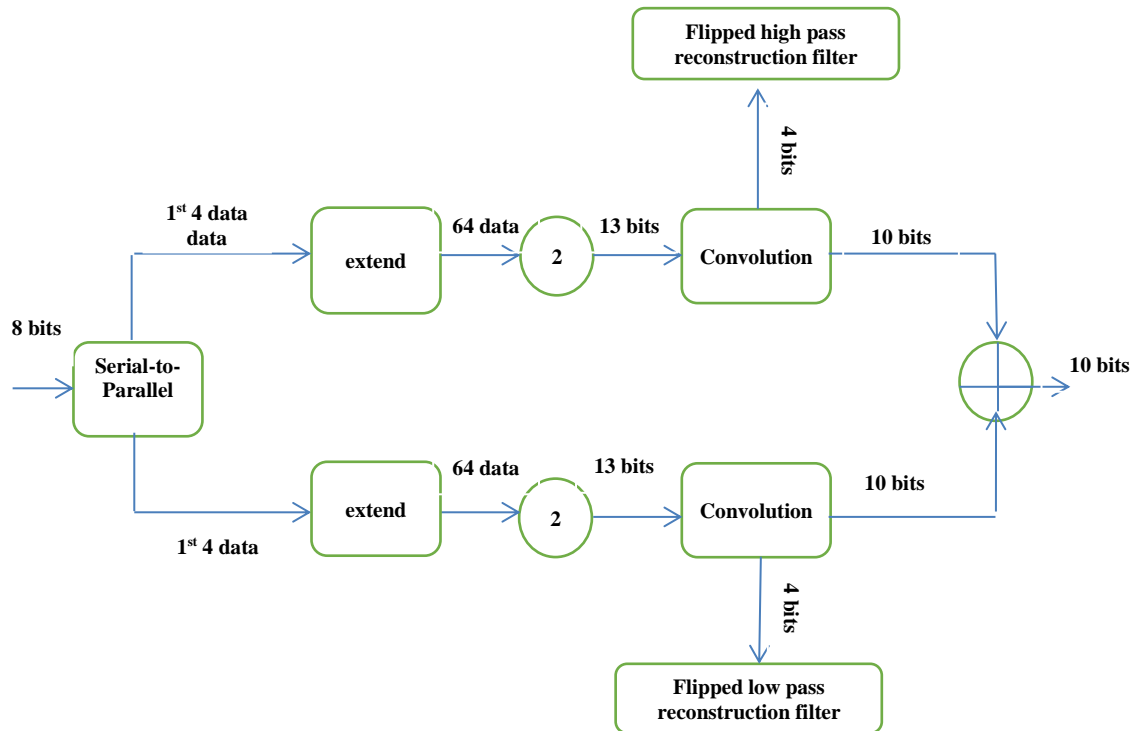 Flipped high pass
reconstruction filter
4 bits
1st 4 data
data
64 data
13 bits
10 bits
extend
2
Convolution
8 bits
Serial-to-
Parallel
10 bits
64 data
13 bits
10 bits
extend
2
Convolution
1st 4 data
4 bits
Flipped low pass
reconstruction filter